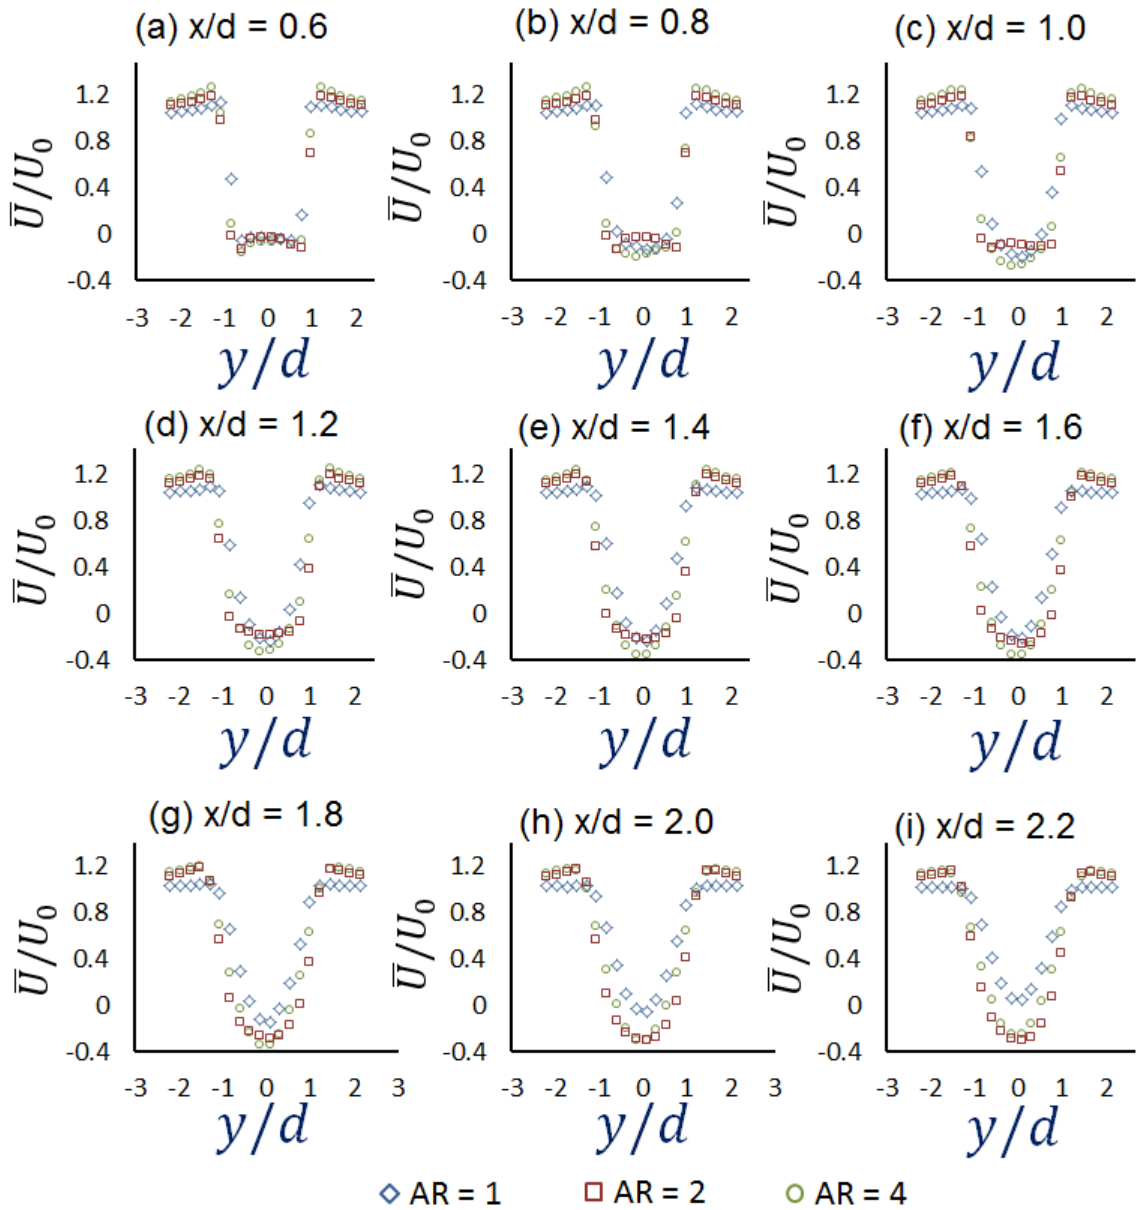 (a) x/d = 0.6
(b) x/d = 0.8
(c) x/d = 1.0
U̅/U₀
1.2
0.8
0.4
0
-0.4
-3 -2 -1 0 1 2
y/d
U̅/U₀
1.2
0.8
0.4
0
-0.4
-3 -2 -1 0 1 2
y/d
U̅/U₀
1.2
0.8
0.4
0
-0.4
-3 -2 -1 0 1 2
y/d
(d) x/d = 1.2
(e) x/d = 1.4
(f) x/d = 1.6
U̅/U₀
1.2
0.8
0.4
0
-0.4
-3 -2 -1 0 1 2
y/d
U̅/U₀
1.2
0.8
0.4
0
-0.4
-3 -2 -1 0 1 2
y/d
U̅/U₀
1.2
0.8
0.4
0
-0.4
-3 -2 -1 0 1 2
y/d
(g) x/d = 1.8
(h) x/d = 2.0
(i) x/d = 2.2
U̅/U₀
1.2
0.8
0.4
0
-0.4
-3 -2 -1 0 1 2 3
y/d
U̅/U₀
1.2
0.8
0.4
0
-0.4
-3 -2 -1 0 1 2 3
y/d
U̅/U₀
1.2
0.8
0.4
0
-0.4
-3 -2 -1 0 1 2
y/d
AR = 1 AR = 2 AR = 4